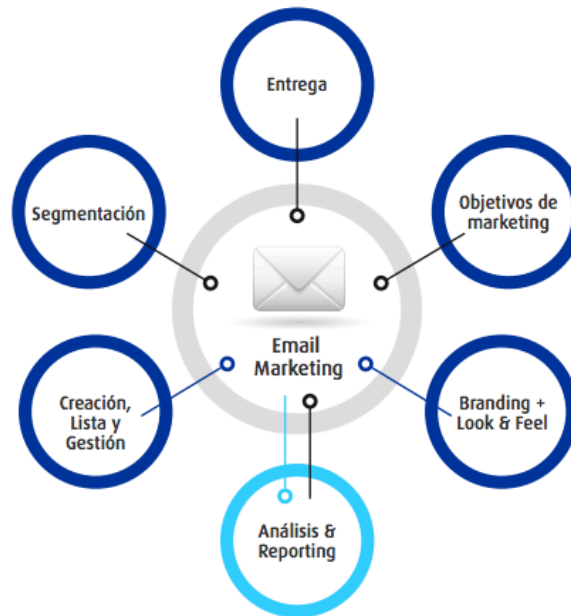 Entrega
Segmentación
Objetivos de
marketing
Email
Marketing
Creación,
Lista y
Gestión
Branding +
Look & Feel
Análisis &
Reporting